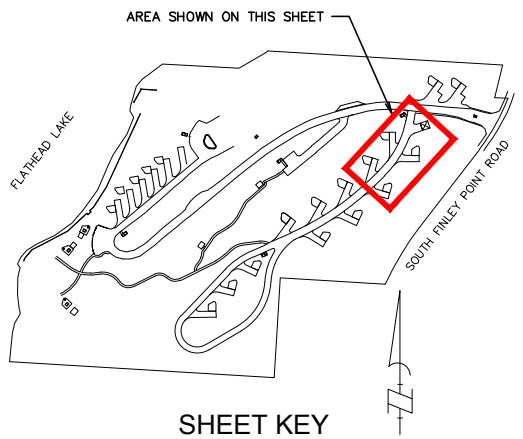 AREA SHOWN ON THIS SHEET
FLATHEAD LAKE
SOUTH FINLEY POINT ROAD
N
SHEET KEY